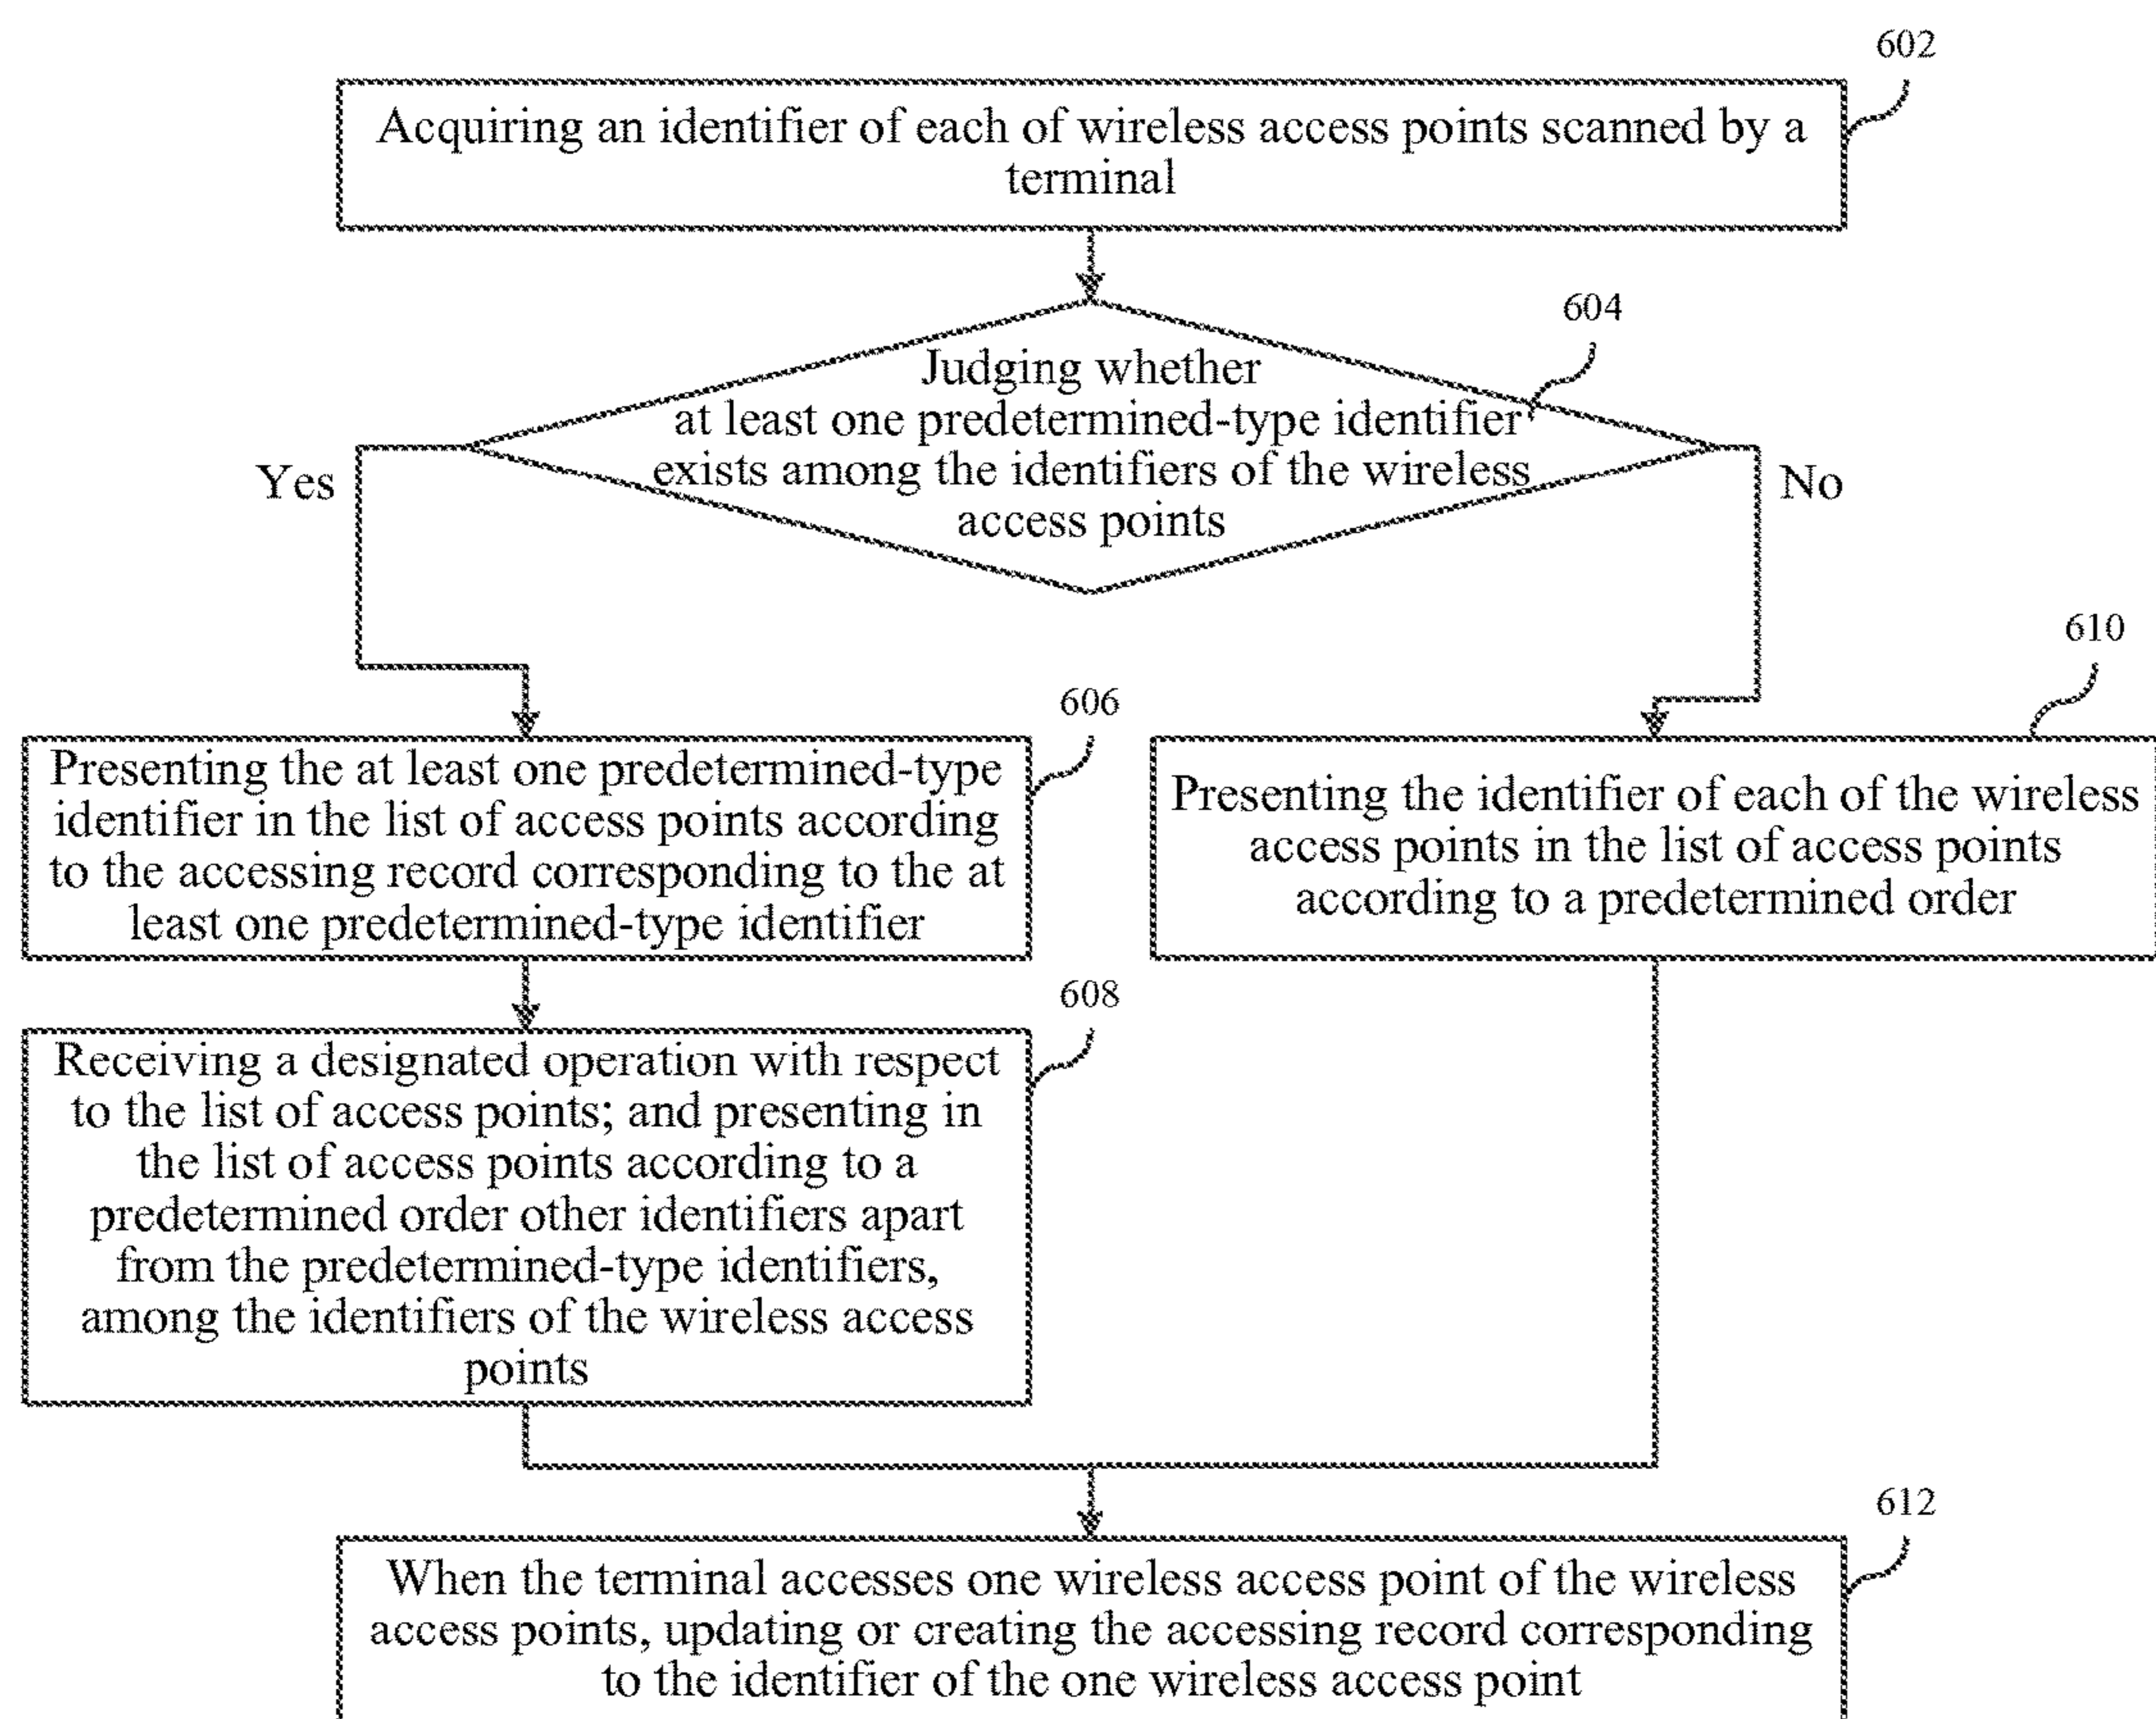 602
Acquiring an identifier of each of wireless access points scanned by a
terminal
604
Judging whether
at least one predetermined-type identifier
exists among the identifiers of the wireless
access points
Yes
No
606
Presenting the at least one predetermined-type
identifier in the list of access points according
to the accessing record corresponding to the at
least one predetermined-type identifier
610
Presenting the identifier of each of the wireless
access points in the list of access points
according to a predetermined order
608
Receiving a designated operation with respect
to the list of access points; and presenting in
the list of access points according to a
predetermined order other identifiers apart
from the predetermined-type identifiers,
among the identifiers of the wireless access
points
612
When the terminal accesses one wireless access point of the wireless
access points, updating or creating the accessing record corresponding
to the identifier of the one wireless access point